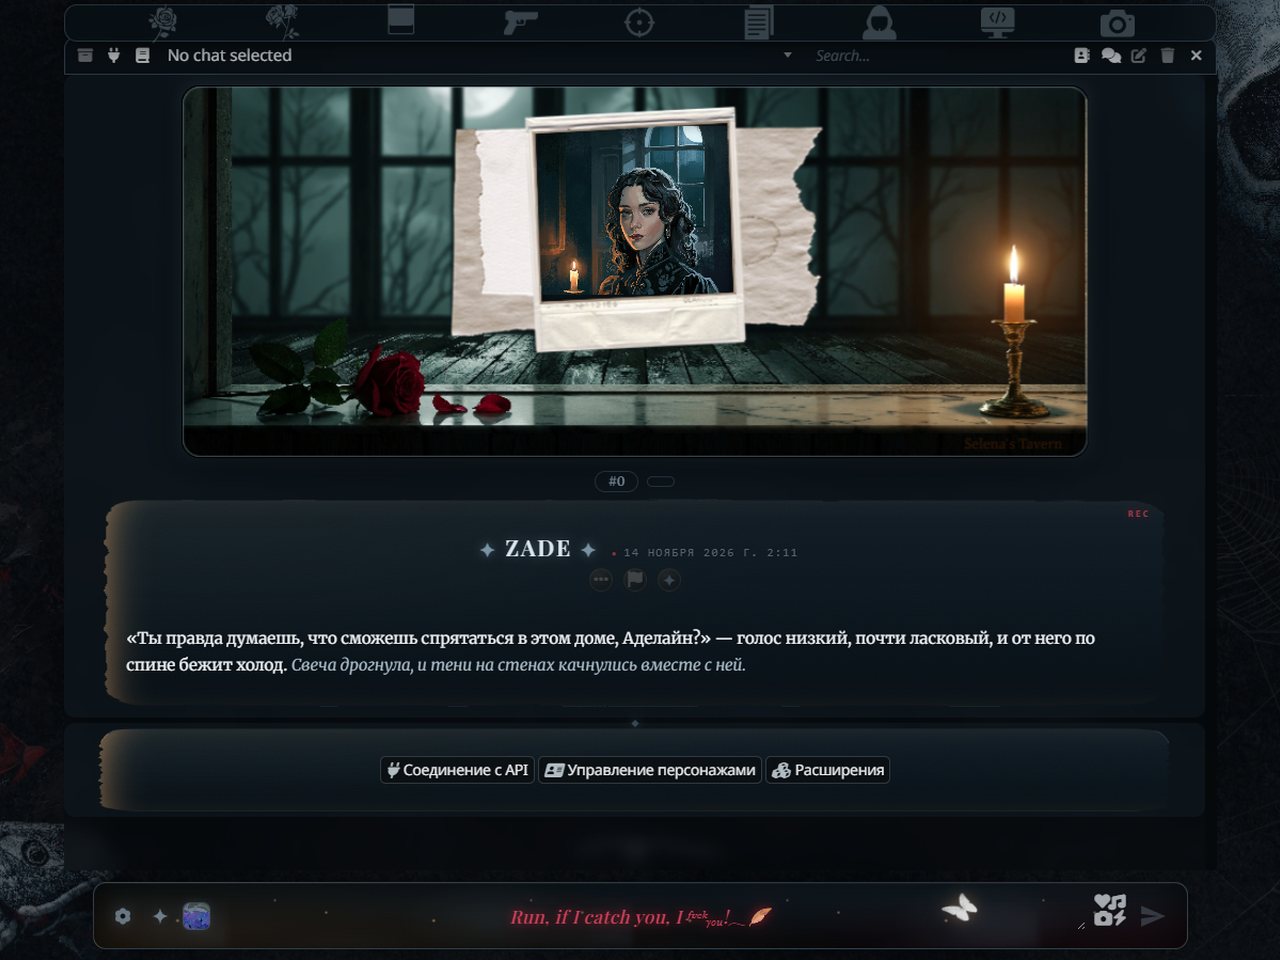 No chat selected
Search...
Selena's Tavern
#0
REC
ZADE
14 НОЯБРЯ 2026 Г. 2:11
«Ты правда думаешь, что сможешь спрятаться в этом доме, Аделайн?» — голос низкий, почти ласковый, и от него по
спине бежит холод. Свеча дрогнула, и тени на стенах качнулись вместе с ней.
Соединение с API
Управление персонажами
Расширения
Run, if I catch you, I fvck you!